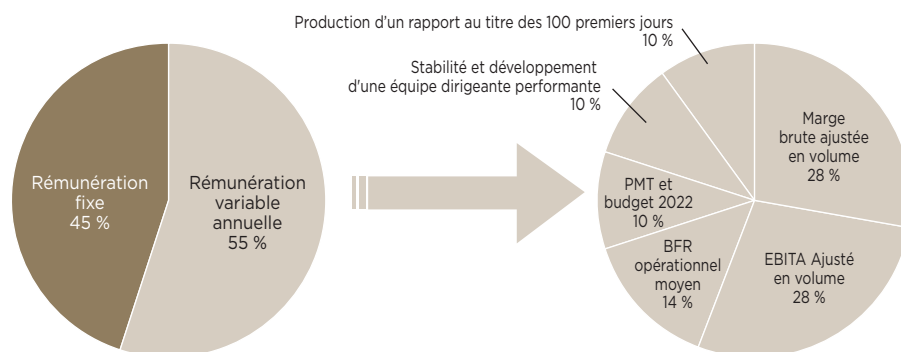 Production d'un rapport au titre des 100 premiers jours
10 %
Stabilité et développement
d'une équipe dirigeante performante
10 %
Rémunération
fixe
45 %
Rémunération
variable
annuelle
55 %
Marge
brute ajustée
en volume
28 %
PMT et
budget 2022
10 %
BFR
opérationnel
moyen
14 %
EBITA Ajusté
en volume
28 %